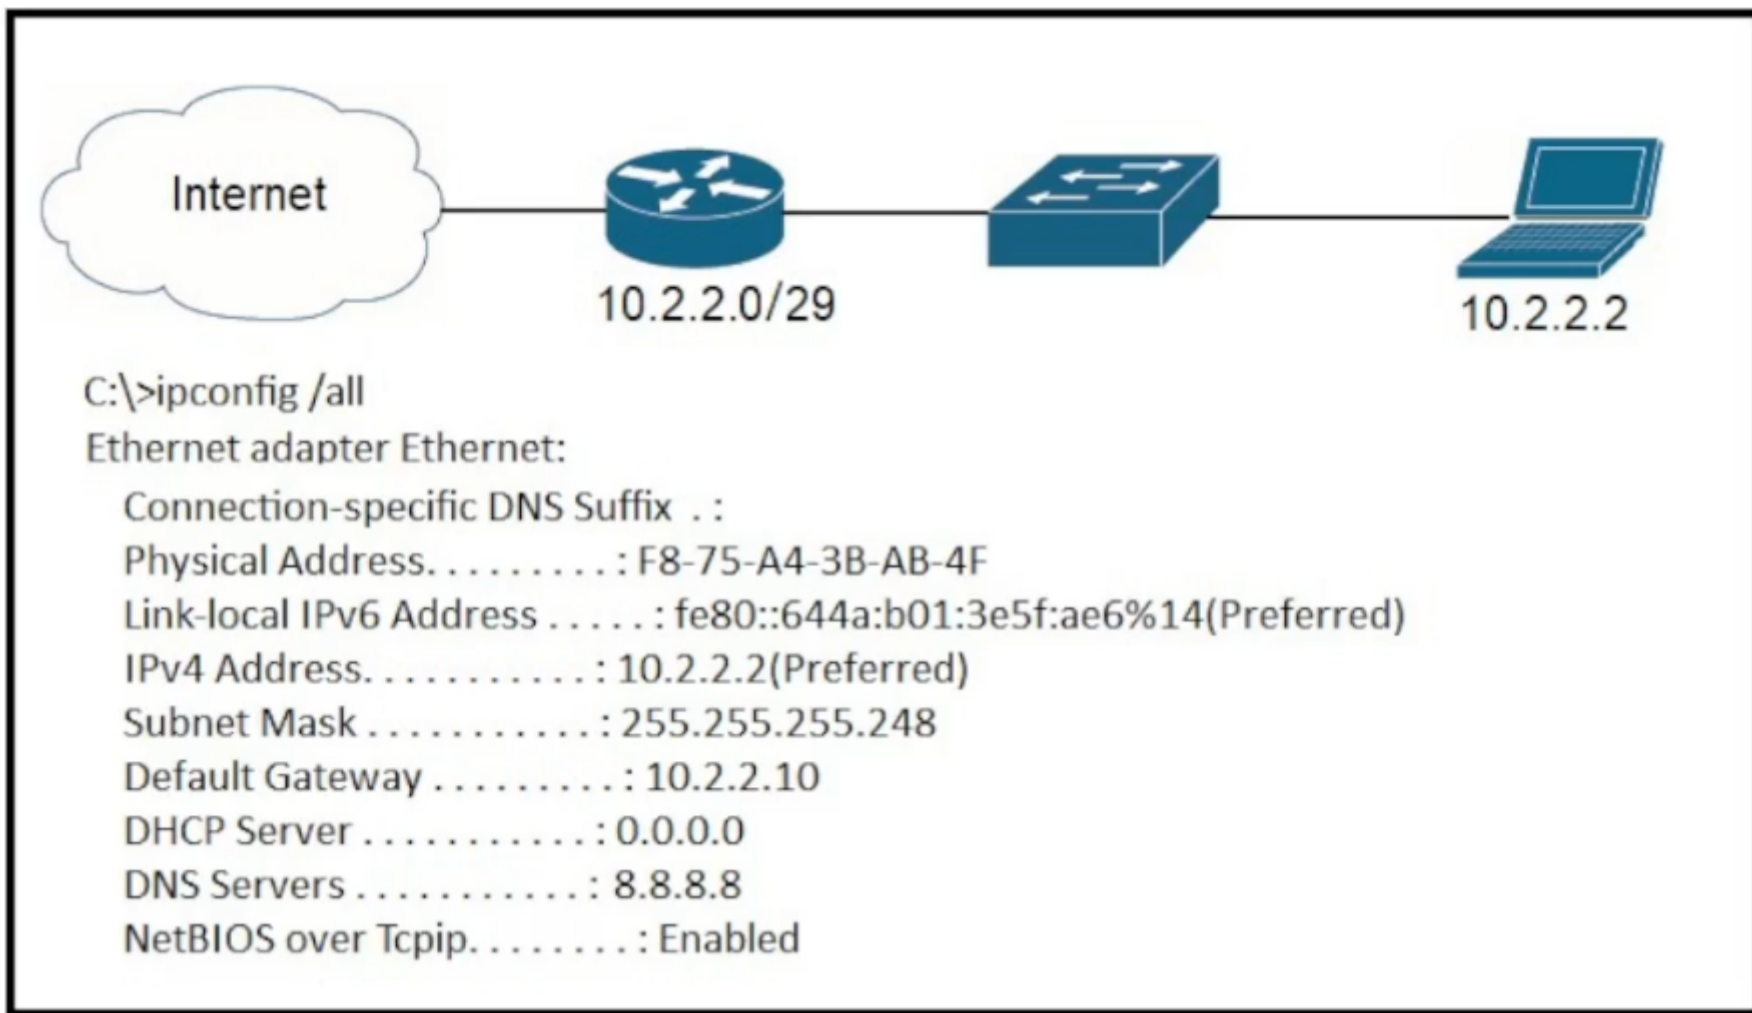 Internet
10.2.2.0/29
10.2.2.2
C:\>ipconfig /all
Ethernet adapter Ethernet:
Connection-specific DNS Suffix . :
Physical Address. . . . . . . . . : F8-75-A4-3B-AB-4F
Link-local IPv6 Address . . . . . : fe80::644a:b01:3e5f:ae6%14(Preferred)
IPv4 Address. . . . . . . . . . . : 10.2.2.2(Preferred)
Subnet Mask . . . . . . . . . . . : 255.255.255.248
Default Gateway . . . . . . . . . : 10.2.2.10
DHCP Server . . . . . . . . . . . : 0.0.0.0
DNS Servers . . . . . . . . . . . : 8.8.8.8
NetBIOS over Tcpip. . . . . . . . : Enabled